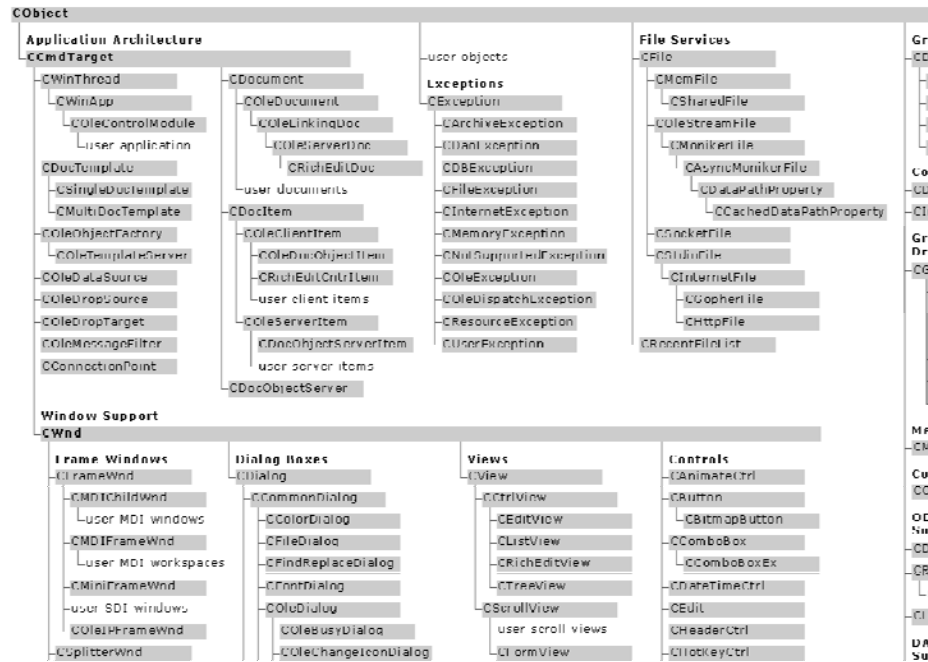 CObject
Application Architecture
CCmdTarget
CWinThread
CWinApp
COleControlModule
user application
CDocTemplate
CSingleDocTemplate
CMultiDocTemplate
COleObjectFactory
COleTemplateServer
COleDataSource
COleDropSource
COleDropTarget
COleMessageFilter
CConnectionPoint
CDocument
COleDocument
COleLinkingDoc
COleServerDoc
CRichEditDoc
user documents
CDocItem
COleClientItem
COleDocObjectItem
CRichEditCntrItem
user client items
COleServerItem
CDocObjectServerItem
user server items
CDocObjectServer
user objects
Exceptions
CException
CArchiveException
CDaoException
CDBException
CFileException
CInternetException
CMemoryException
CNotSupportedException
COleException
COleDispatchException
CResourceException
CUserException
File Services
CFile
CMemFile
CSharedFile
COleStreamFile
CMonikerFile
CAsyncMonikerFile
CDataPathProperty
CCachedDataPathProperty
CSocketFile
CStdioFile
CInternetFile
CGopherFile
CHttpFile
CRecentFileList
Window Support
CWnd
Frame Windows
CFrameWnd
CMDIChildWnd
user MDI windows
CMDIFrameWnd
user MDI workspaces
CMiniFrameWnd
user SDI windows
COleIPFrameWnd
CSplitterWnd
Dialog Boxes
CDialog
CCommonDialog
CColorDialog
CFileDialog
CFindReplaceDialog
CFontDialog
COleDialog
COleBusyDialog
COleChangeIconDialog
Views
CView
CCtrlView
CEditView
CListView
CRichEditView
CTreeView
CScrollView
user scroll views
CFormView
Controls
CAnimateCtrl
CButton
CBitmapButton
CComboBox
CComboBoxEx
CDateTimeCtrl
CEdit
CHeaderCtrl
CHotKeyCtrl